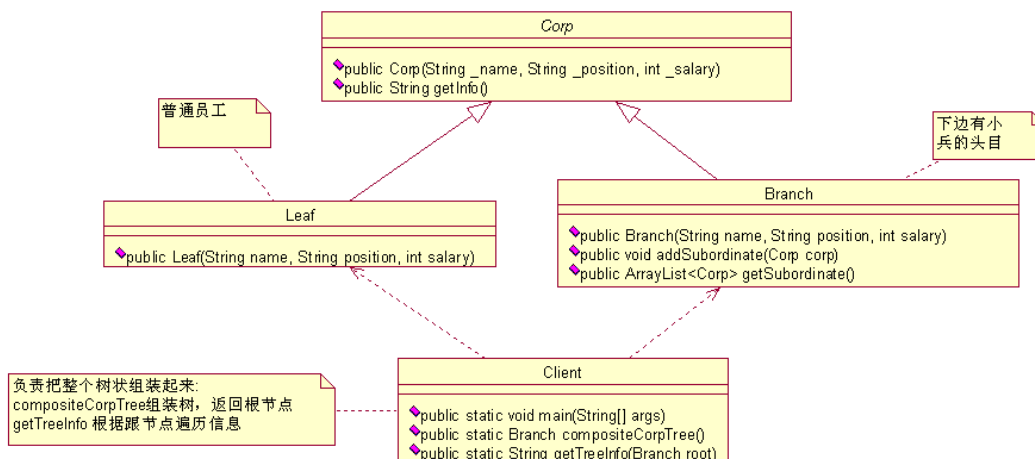 Corp
public Corp(String _name, String _position, int _salary)
public String getInfo()
普通员工
下边有小
兵的头目
Leaf
public Leaf(String name, String position, int salary)
Branch
public Branch(String name, String position, int salary)
public void addSubordinate(Corp corp)
public ArrayList<Corp> getSubordinate()
负责把整个树状组装起来:
compositeCorpTree组装树，返回根节点
getTreeInfo 根据跟节点遍历信息
Client
public static void main(String[] args)
public static Branch compositeCorpTree()
public static String getTreeInfo(Branch root)